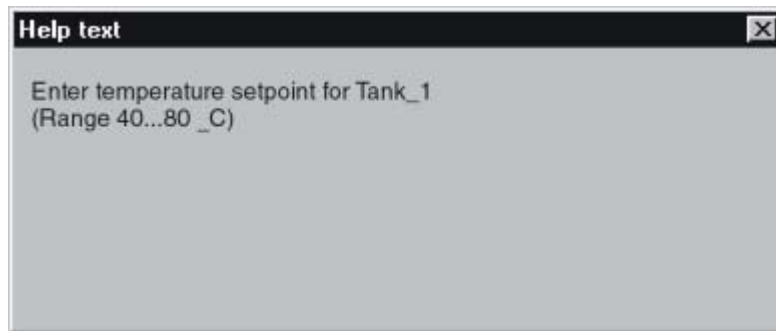 Help text
Enter temperature setpoint for Tank_1
(Range 40...80 _C)